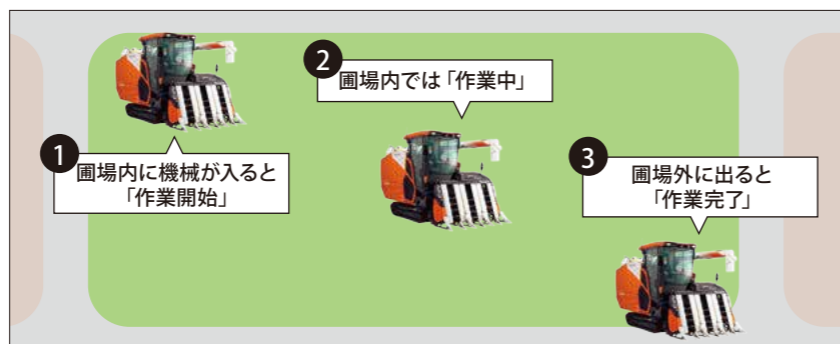 1
圃場内に機械が入ると
「作業開始」
2
圃場内では「作業中」
3
圃場外に出ると
「作業完了」